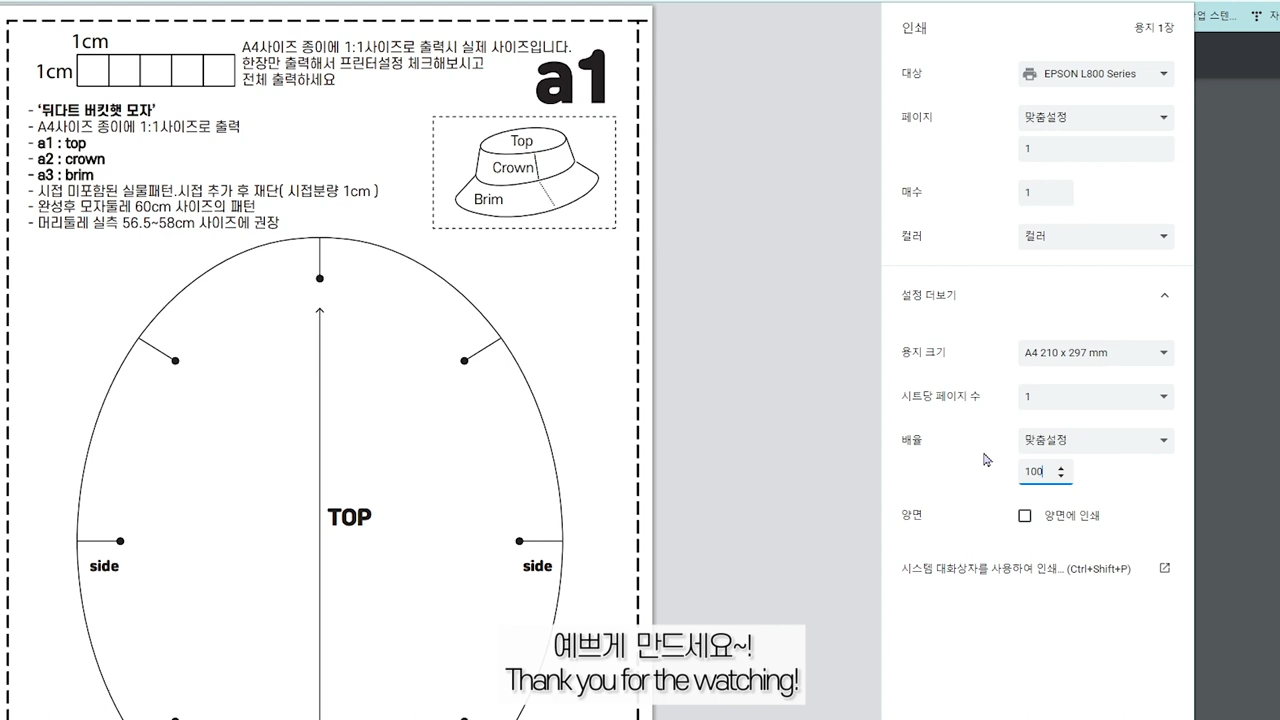 1cm
1cm
A4사이즈 종이에 1:1사이즈로 출력시 실제 사이즈입니다.
한장만 출력해서 프린터설정 체크해보시고
전체 출력하세요
a1
- '뒤다트 버킷햇 모자'
- A4사이즈 종이에 1:1사이즈로 출력
- a1 : top
- a2 : crown
- a3 : brim
- 시접 미포함된 실물패턴.시접 추가 후 재단( 시접분량 1cm )
- 완성후 모자둘레 60cm 사이즈의 패턴
- 머리둘레 실측 56.5~58cm 사이즈에 권장
Top
Crown
Brim
TOP
side
side
인쇄
용지 1장
대상
EPSON L800 Series
페이지
맞춤설정
1
매수
1
컬러
컬러
설정 더보기
용지 크기
A4 210 x 297 mm
시트당 페이지 수
1
배율
맞춤설정
100
양면
양면에 인쇄
시스템 대화상자를 사용하여 인쇄... (Ctrl+Shift+P)
예쁘게 만드세요~!
Thank you for the watching!